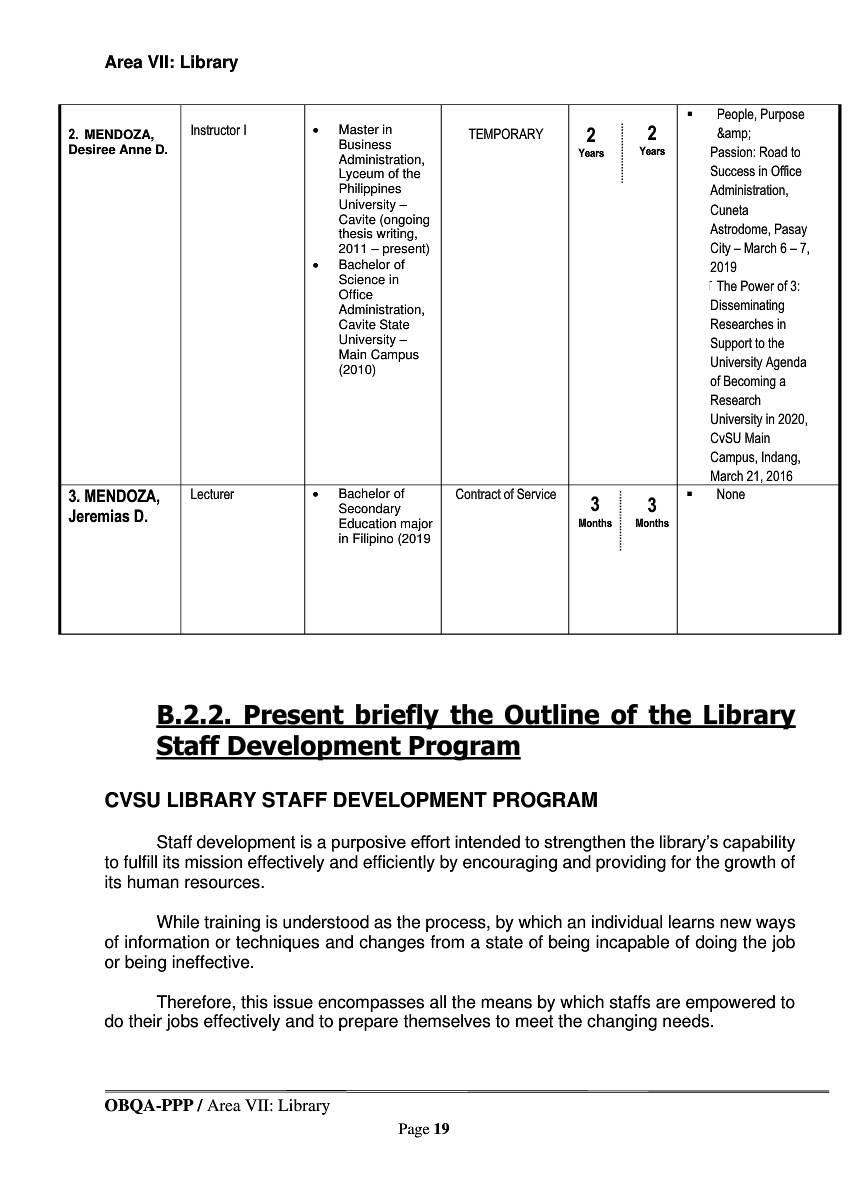 Area VII: Library
2. MENDOZA,
Desiree Anne D.
Instructor I
• Master in
Business
Administration,
Lyceum of the
Philippines
University –
Cavite (ongoing
thesis writing,
2011 – present)
• Bachelor of
Science in
Office
Administration,
Cavite State
University –
Main Campus
(2010)
TEMPORARY
2
Years
2
Years
▪ People, Purpose
&amp;
Passion: Road to
Success in Office
Administration,
Cuneta
Astrodome, Pasay
City – March 6 – 7,
2019
The Power of 3:
Disseminating
Researches in
Support to the
University Agenda
of Becoming a
Research
University in 2020,
CvSU Main
Campus, Indang,
March 21, 2016
3. MENDOZA,
Jeremias D.
Lecturer
• Bachelor of
Secondary
Education major
in Filipino (2019
Contract of Service
3
Months
3
Months
▪ None
B.2.2. Present briefly the Outline of the Library
Staff Development Program
CVSU LIBRARY STAFF DEVELOPMENT PROGRAM
Staff development is a purposive effort intended to strengthen the library's capability
to fulfill its mission effectively and efficiently by encouraging and providing for the growth of
its human resources.
While training is understood as the process, by which an individual learns new ways
of information or techniques and changes from a state of being incapable of doing the job
or being ineffective.
Therefore, this issue encompasses all the means by which staffs are empowered to
do their jobs effectively and to prepare themselves to meet the changing needs.
OBQA-PPP / Area VII: Library
Page 19